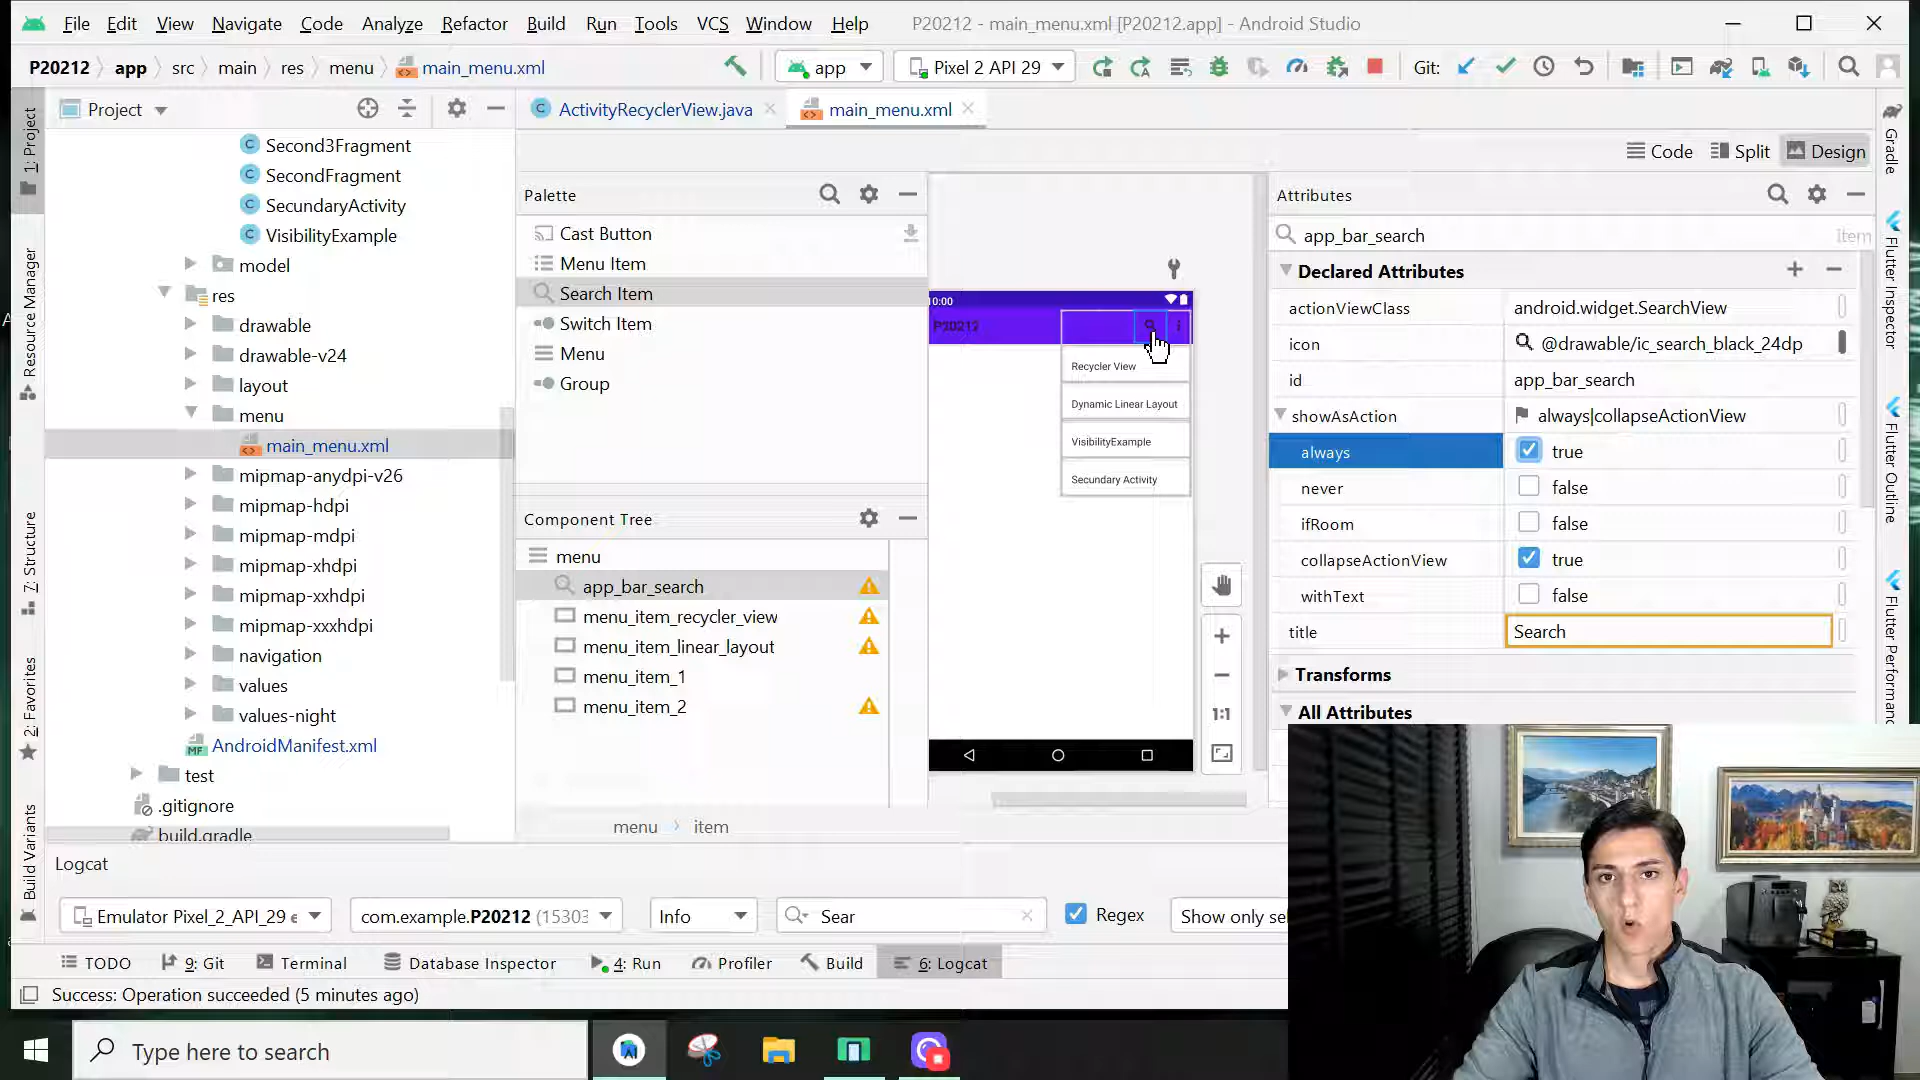 File Edit View Navigate Code Analyze Refactor Build Run Tools VCS Window Help P20212 - main_menu.xml [P20212.app] - Android Studio
P20212 app src main res menu main_menu.xml app Pixel 2 API 29 Git:
Project
ActivityRecyclerView.java main_menu.xml
Code Split Design
1: Project
Resource Manager
7: Structure
2: Favorites
Build Variants
Second3Fragment
SecondFragment
SecundaryActivity
VisibilityExample
model
res
drawable
drawable-v24
layout
menu
main_menu.xml
mipmap-anydpi-v26
mipmap-hdpi
mipmap-mdpi
mipmap-xhdpi
mipmap-xxhdpi
mipmap-xxxhdpi
navigation
values
values-night
AndroidManifest.xml
test
.gitignore
build.gradle
Palette
Cast Button
Menu Item
Search Item
Switch Item
Menu
Group
Component Tree
menu
app_bar_search
menu_item_recycler_view
menu_item_linear_layout
menu_item_1
menu_item_2
10:00
P20212
Recycler View
Dynamic Linear Layout
VisibilityExample
Secundary Activity
1:1
menu item
Attributes
app_bar_search Item
Declared Attributes
actionViewClass android.widget.SearchView
icon @drawable/ic_search_black_24dp
id app_bar_search
showAsAction always|collapseActionView
always true
never false
ifRoom false
collapseActionView true
withText false
title Search
Transforms
All Attributes
Gradle
Flutter Inspector
Flutter Outline
Flutter Performanc
Logcat
Emulator Pixel_2_API_29 e com.example.P20212 (15303 Info Sear Regex Show only sel
TODO 9: Git Terminal Database Inspector 4: Run Profiler Build 6: Logcat
Success: Operation succeeded (5 minutes ago)
Type here to search